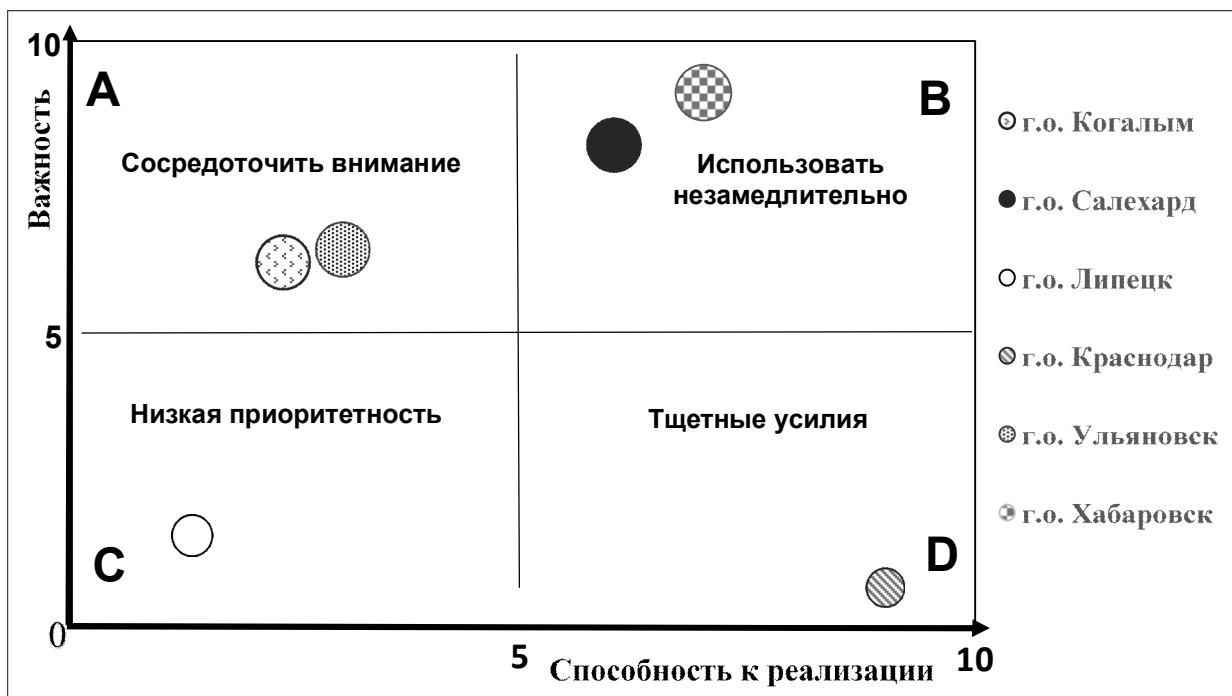 10
A
B
Важность
Сосредоточить внимание
Использовать
незамедлительно
5
Низкая приоритетность
Тщетные усилия
C
D
0
5
Способность к реализации
10
г.о. Когалым
г.о. Салехард
г.о. Липецк
г.о. Краснодар
г.о. Ульяновск
г.о. Хабаровск